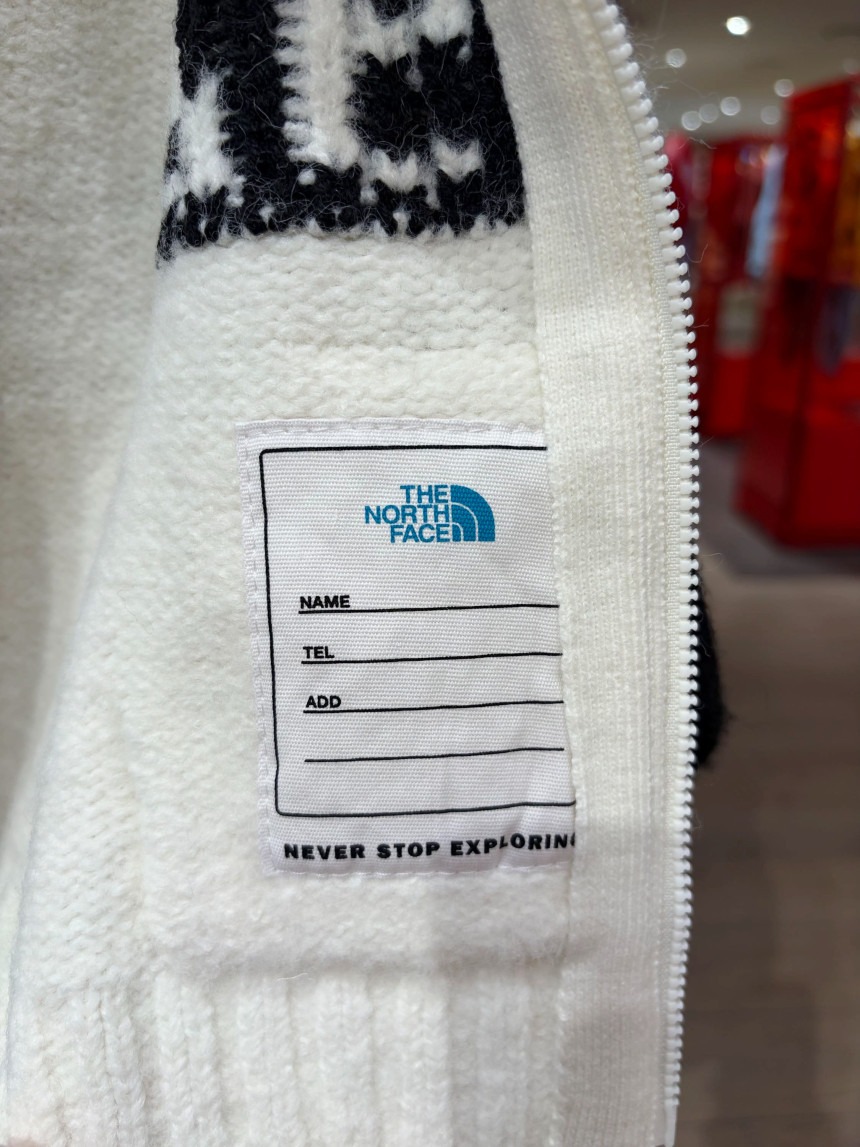 THE
NORTH
FACE
NAME
TEL
ADD
NEVER STOP EXPLORING